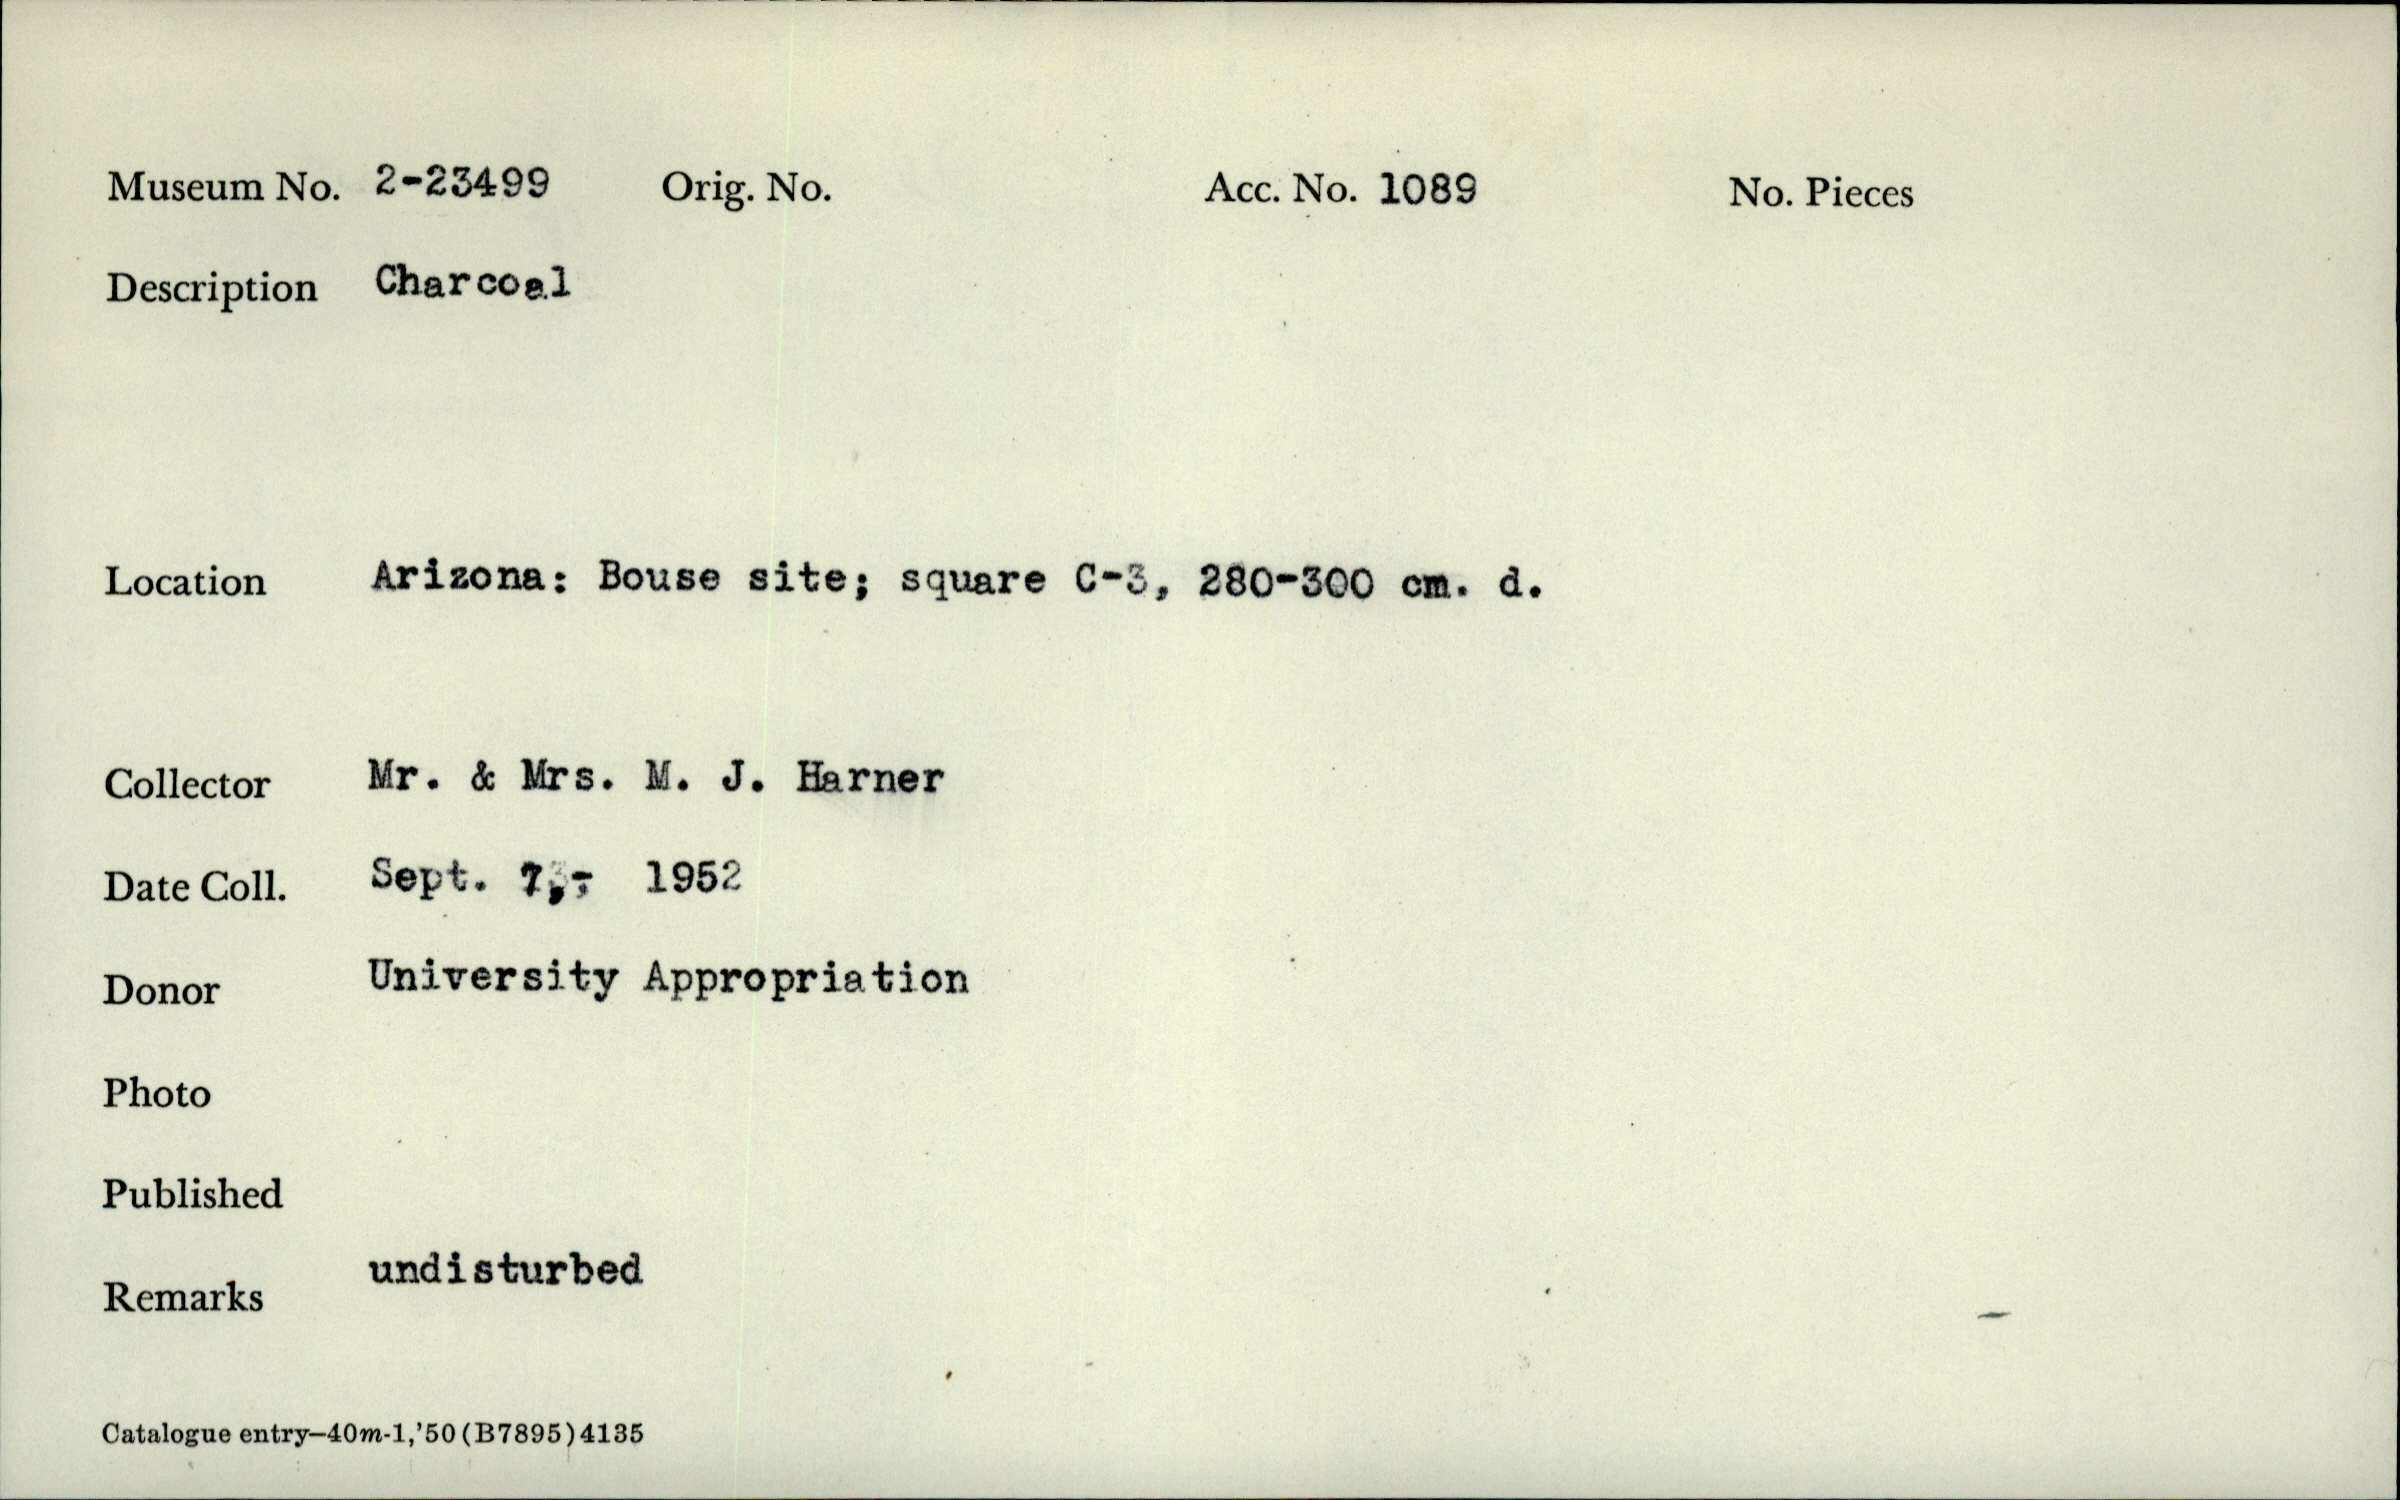 Museum No. 2-23499 Orig. No. Acc. No. 1089 No. Pieces
Description Charcoal
Location Arizona: Bouse site; square C-3, 280-300 cm. d.
Collector Mr. & Mrs. M. J. Harner
Date Coll. Sept. 7, 1952
Donor University Appropriation
Photo
Published
Remarks undisturbed
Catalogue entry—40m-1,'50(B7895)4135